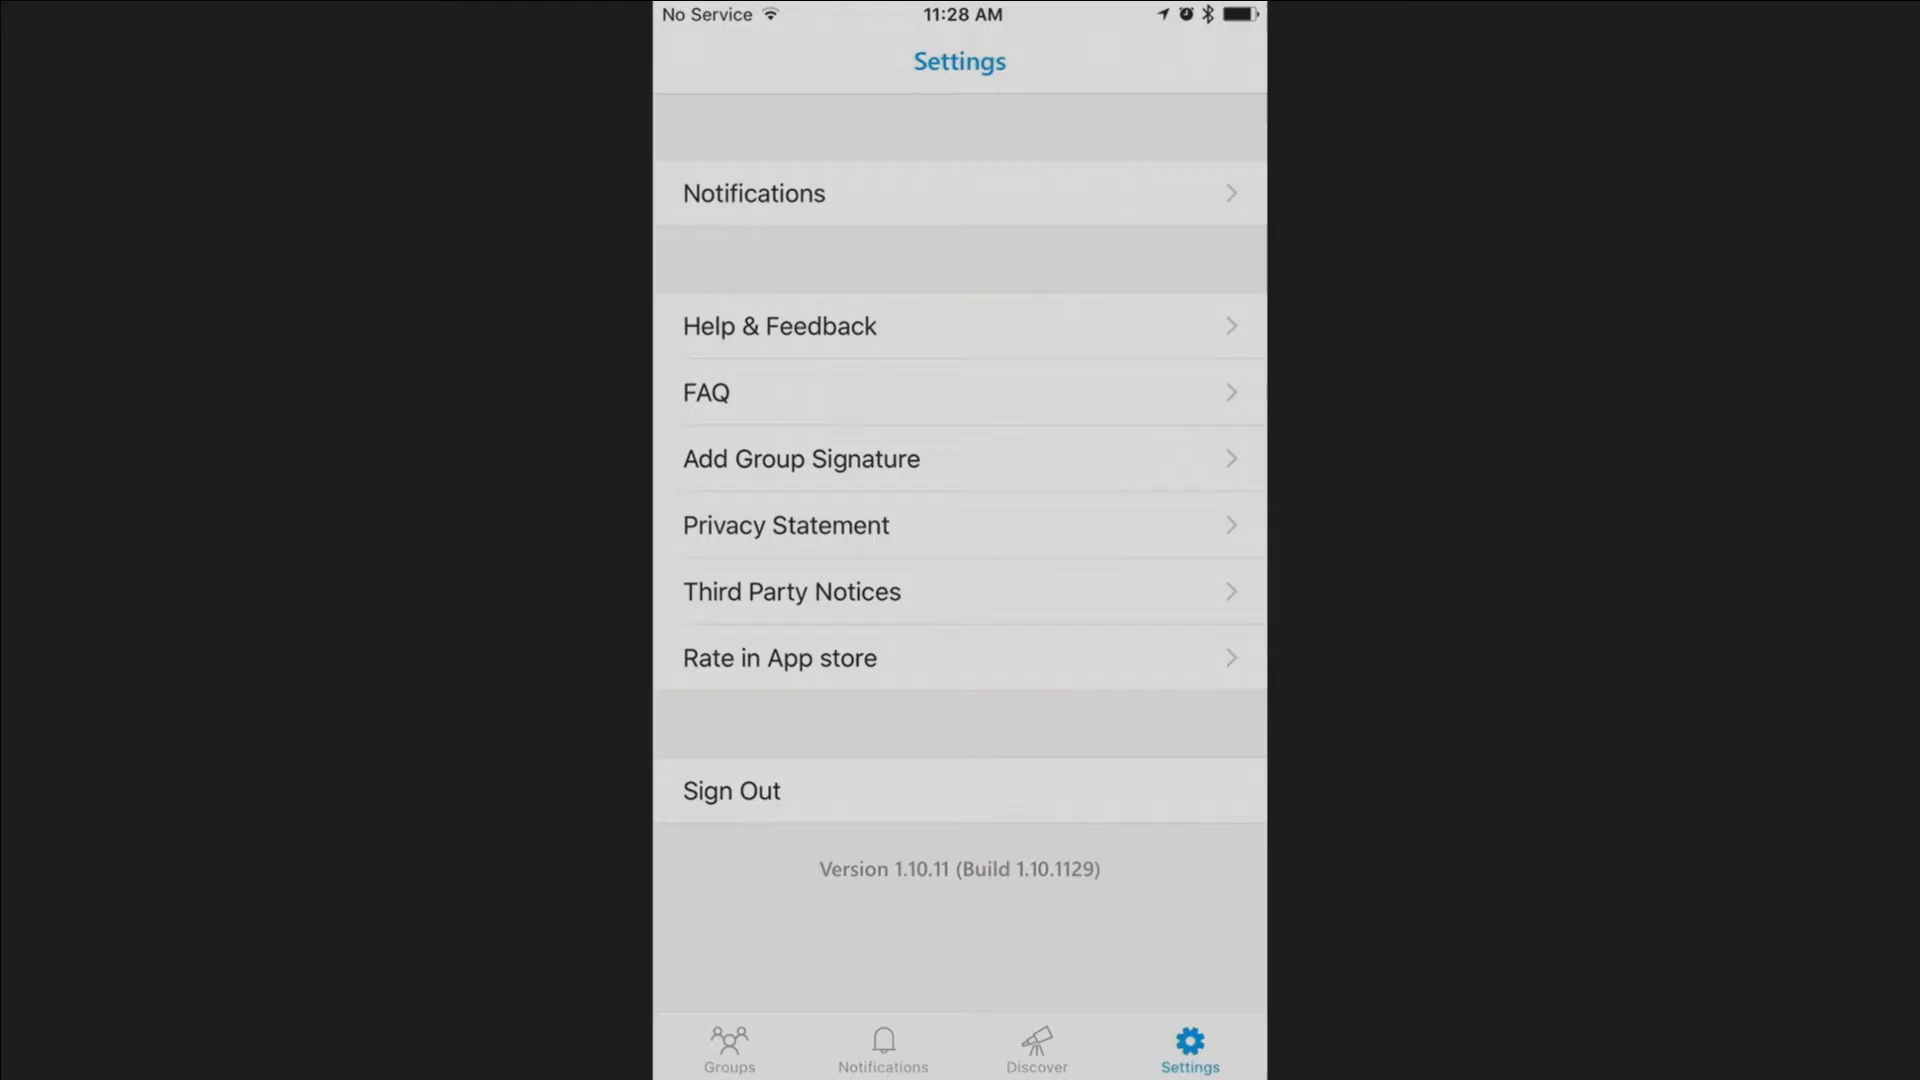 No Service
11:28 AM
Settings
Notifications
Help & Feedback
FAQ
Add Group Signature
Privacy Statement
Third Party Notices
Rate in App store
Sign Out
Version 1.10.11 (Build 1.10.1129)
Groups
Notifications
Discover
Settings